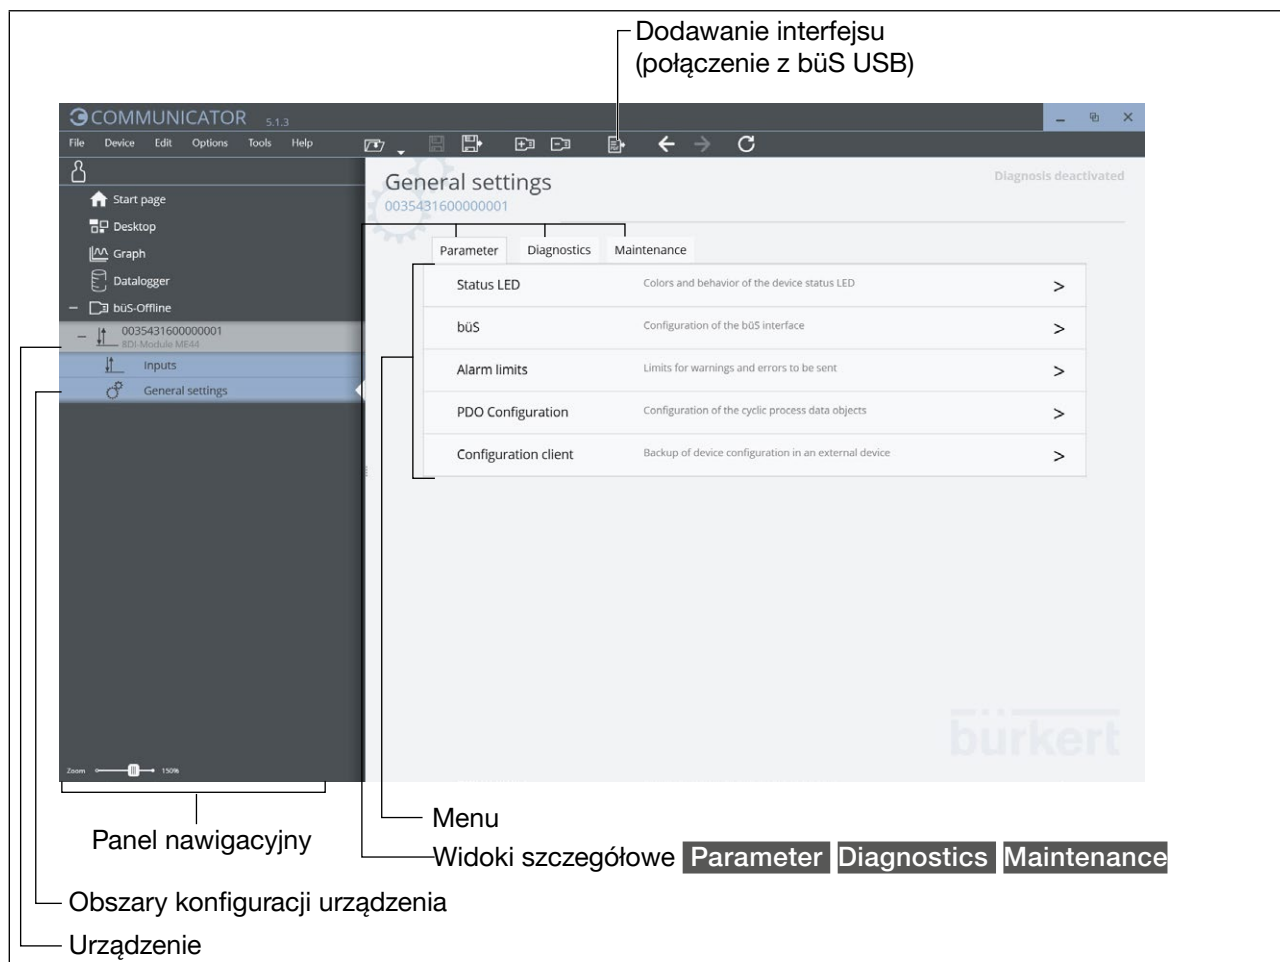 Dodawanie interfejsu
(połączenie z büS USB)
COMMUNICATOR 5.1.3
File Device Edit Options Tools Help
General settings
0035431600000001
Diagnosis deactivated
Start page
Desktop
Graph
Datalogger
büS-Offline
0035431600000001
8DI-Module ME44
Inputs
General settings
Parameter Diagnostics Maintenance
Status LED Colors and behavior of the device status LED >
büS Configuration of the büS interface >
Alarm limits Limits for warnings and errors to be sent >
PDO Configuration Configuration of the cyclic process data objects >
Configuration client Backup of device configuration in an external device >
burkert
Zoom 150%
Panel nawigacyjny
Menu
Widoki szczegółowe Parameter Diagnostics Maintenance
Obszary konfiguracji urządzenia
Urządzenie